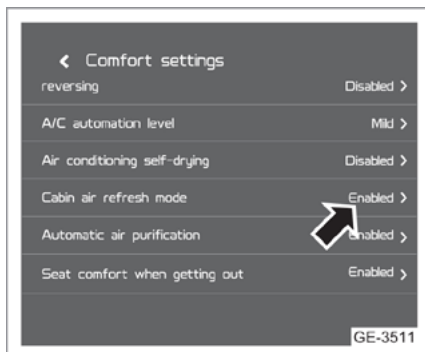 Comfort settings
reversing Disabled
A/C automation level Mild
Air conditioning self-drying Disabled
Cabin air refresh mode Enabled
Automatic air purification Enabled
Seat comfort when getting out Enabled
GE-3511